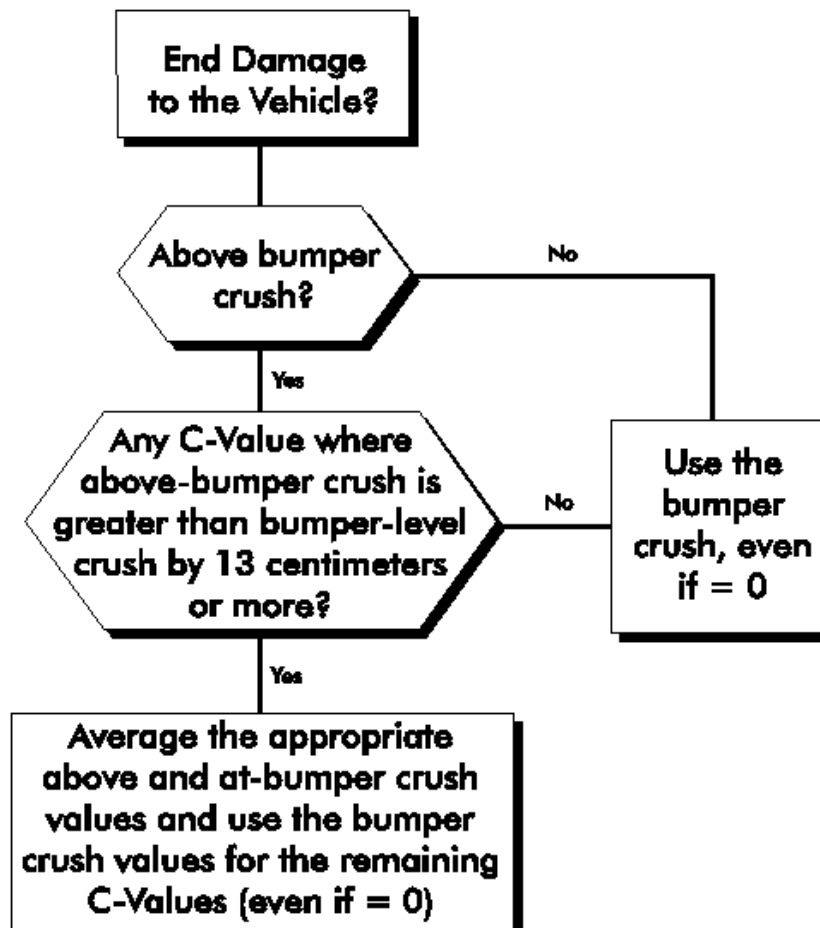 End Damage
to the Vehicle?
Above bumper
crush?
No
Yes
Any C-Value where
above-bumper crush is
greater than bumper-level
crush by 13 centimeters
or more?
No
Use the
bumper
crush, even
if = 0
Yes
Average the appropriate
above and at-bumper crush
values and use the bumper
crush values for the remaining
C-Values (even if = 0)